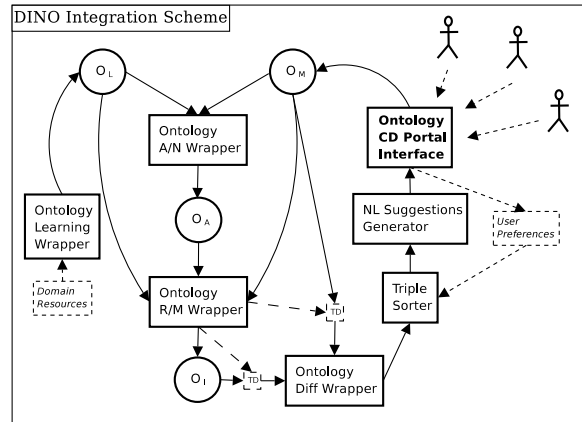 DINO Integration Scheme
O L
O M
Ontology
A/N Wrapper
Ontology
CD Portal
Interface
Ontology
Learning
Wrapper
O A
NL Suggestions
Generator
User
Preferences
Domain
Resources
Ontology
R/M Wrapper
Triple
Sorter
TD
O I
TD
Ontology
Diff Wrapper